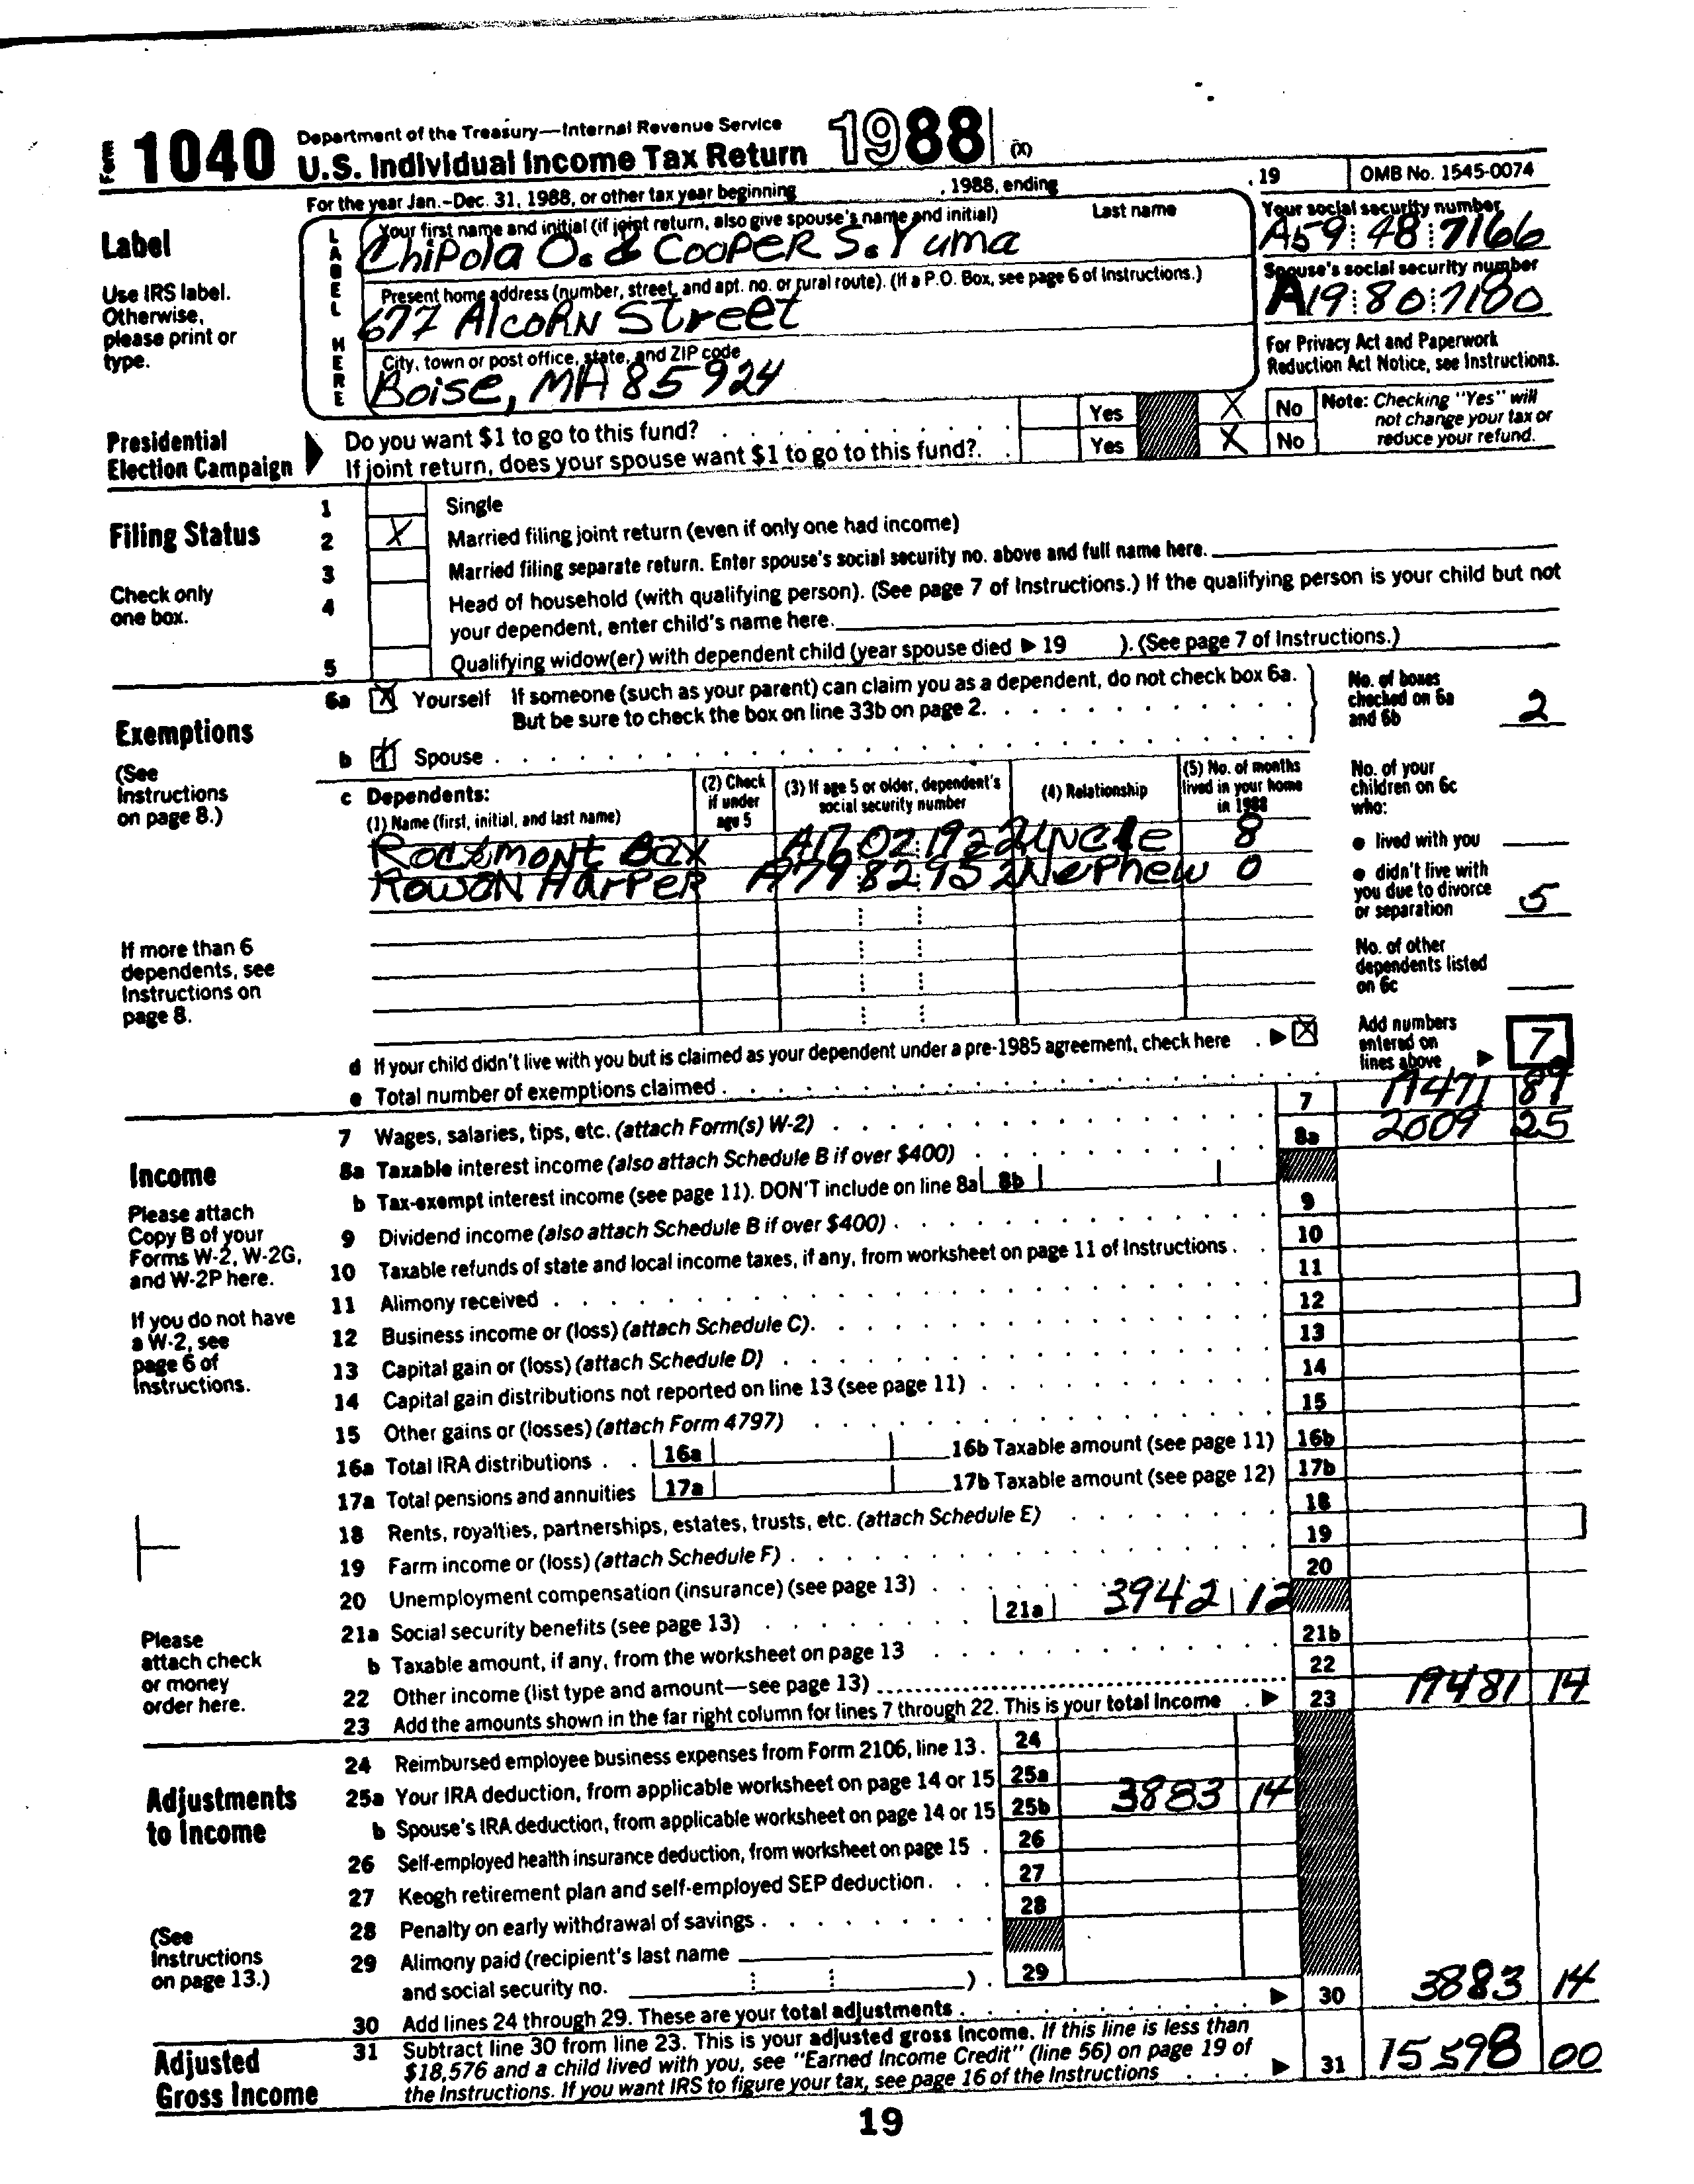 Form 1040 Department of the Treasury—Internal Revenue Service
U.S. Individual Income Tax Return 1988 (X)
For the year Jan.–Dec. 31, 1988, or other tax year beginning , 1988, ending , 19 OMB No. 1545-0074
Label
Use IRS label. Otherwise, please print or type.
LABEL HERE
Your first name and initial (if joint return, also give spouse's name and initial) Last name
ChiPola O. & CooPER S. Yuma
Your social security number
A59 48 7166
Present home address (number, street, and apt. no. or rural route). (If a P.O. Box, see page 6 of Instructions.)
677 AlcoRN Street
Spouse's social security number
A19 80 7100
City, town or post office, state, and ZIP code
Boise, MA 85924
For Privacy Act and Paperwork Reduction Act Notice, see Instructions.
Presidential Election Campaign
Do you want $1 to go to this fund? Yes X No
If joint return, does your spouse want $1 to go to this fund? Yes X No
Note: Checking "Yes" will not change your tax or reduce your refund.
Filing Status
Check only one box.
1 Single
2 X Married filing joint return (even if only one had income)
3 Married filing separate return. Enter spouse's social security no. above and full name here.
4 Head of household (with qualifying person). (See page 7 of Instructions.) If the qualifying person is your child but not
your dependent, enter child's name here.
5 Qualifying widow(er) with dependent child (year spouse died ▶ 19 ). (See page 7 of Instructions.)
Exemptions
(See Instructions on page 8.)
6a X Yourself If someone (such as your parent) can claim you as a dependent, do not check box 6a.
But be sure to check the box on line 33b on page 2.
b X Spouse
No. of boxes checked on 6a and 6b 2
c Dependents:
(1) Name (first, initial, and last name)
(2) Check if under age 5
(3) If age 5 or older, dependent's social security number
(4) Relationship
(5) No. of months lived in your home in 1988
Rockmont Bax A17 02 1922 Uncle 8
RowoN HArPeR A79 82 952 NePhew 0
No. of your children on 6c who:
● lived with you
● didn't live with you due to divorce or separation 5
No. of other dependents listed on 6c
If more than 6 dependents, see Instructions on page 8.
d If your child didn't live with you but is claimed as your dependent under a pre-1985 agreement, check here ▶ X
e Total number of exemptions claimed
Add numbers entered on lines above ▶ 7
Income
Please attach Copy B of your Forms W-2, W-2G, and W-2P here.
If you do not have a W-2, see page 6 of Instructions.
Please attach check or money order here.
7 Wages, salaries, tips, etc. (attach Form(s) W-2) 7 17471 89
8a Taxable interest income (also attach Schedule B if over $400) 8a 2009 25
b Tax-exempt interest income (see page 11). DON'T include on line 8a 8b
9 Dividend income (also attach Schedule B if over $400) 9
10 Taxable refunds of state and local income taxes, if any, from worksheet on page 11 of Instructions 10
11 Alimony received 11
12 Business income or (loss) (attach Schedule C) 12
13 Capital gain or (loss) (attach Schedule D) 13
14 Capital gain distributions not reported on line 13 (see page 11) 14
15 Other gains or (losses) (attach Form 4797) 15
16a Total IRA distributions 16a 16b Taxable amount (see page 11) 16b
17a Total pensions and annuities 17a 17b Taxable amount (see page 12) 17b
18 Rents, royalties, partnerships, estates, trusts, etc. (attach Schedule E) 18
19 Farm income or (loss) (attach Schedule F) 19
20 Unemployment compensation (insurance) (see page 13) 20
21a Social security benefits (see page 13) 21a 3942 12
b Taxable amount, if any, from the worksheet on page 13 21b
22 Other income (list type and amount—see page 13) 22
23 Add the amounts shown in the far right column for lines 7 through 22. This is your total income ▶ 23 19481 14
Adjustments to Income
(See Instructions on page 13.)
24 Reimbursed employee business expenses from Form 2106, line 13. 24
25a Your IRA deduction, from applicable worksheet on page 14 or 15 25a
b Spouse's IRA deduction, from applicable worksheet on page 14 or 15 25b 3883 14
26 Self-employed health insurance deduction, from worksheet on page 15 26
27 Keogh retirement plan and self-employed SEP deduction 27
28 Penalty on early withdrawal of savings 28
29 Alimony paid (recipient's last name
and social security no. ) 29
30 Add lines 24 through 29. These are your total adjustments ▶ 30 3883 14
Adjusted Gross Income
31 Subtract line 30 from line 23. This is your adjusted gross income. If this line is less than
$18,576 and a child lived with you, see "Earned Income Credit" (line 56) on page 19 of
the Instructions. If you want IRS to figure your tax, see page 16 of the Instructions ▶ 31 15598 00
19